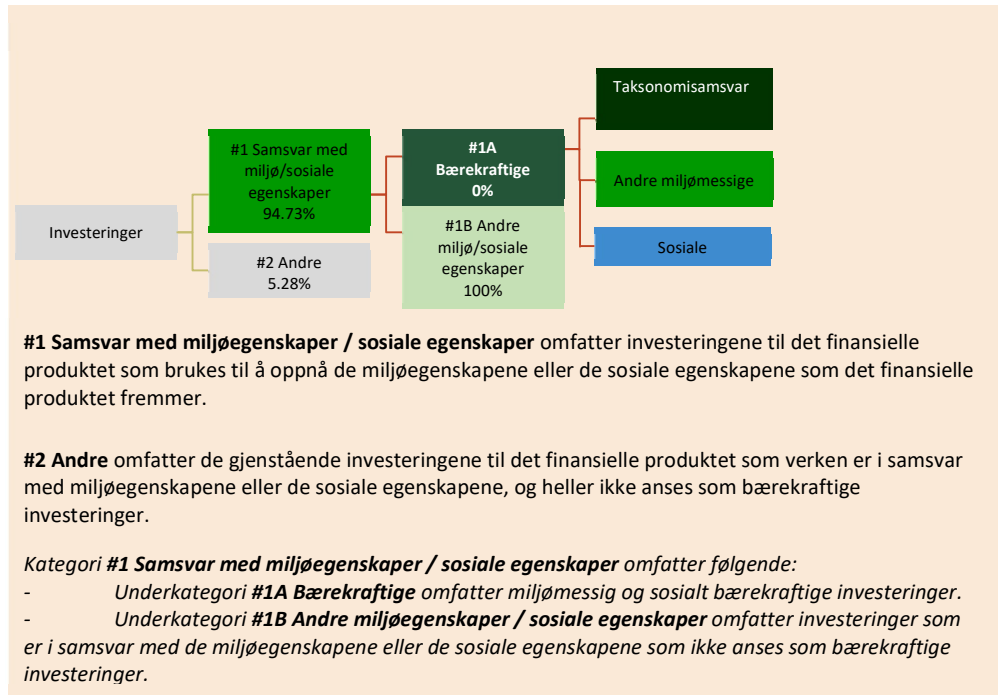 Investeringer
#1 Samsvar med
miljø/sosiale
egenskaper
94.73%
#2 Andre
5.28%
#1A
Bærekraftige
0%
#1B Andre
miljø/sosiale
egenskaper
100%
Taksonomisamsvar
Andre miljømessige
Sosiale
#1 Samsvar med miljøegenskaper / sosiale egenskaper omfatter investeringene til det finansielle
produktet som brukes til å oppnå de miljøegenskapene eller de sosiale egenskapene som det finansielle
produktet fremmer.
#2 Andre omfatter de gjenstående investeringene til det finansielle produktet som verken er i samsvar
med miljøegenskapene eller de sosiale egenskapene, og heller ikke anses som bærekraftige
investeringer.
Kategori #1 Samsvar med miljøegenskaper / sosiale egenskaper omfatter følgende:
- Underkategori #1A Bærekraftige omfatter miljømessig og sosialt bærekraftige investeringer.
- Underkategori #1B Andre miljøegenskaper / sosiale egenskaper omfatter investeringer som
er i samsvar med de miljøegenskapene eller de sosiale egenskapene som ikke anses som bærekraftige
investeringer.